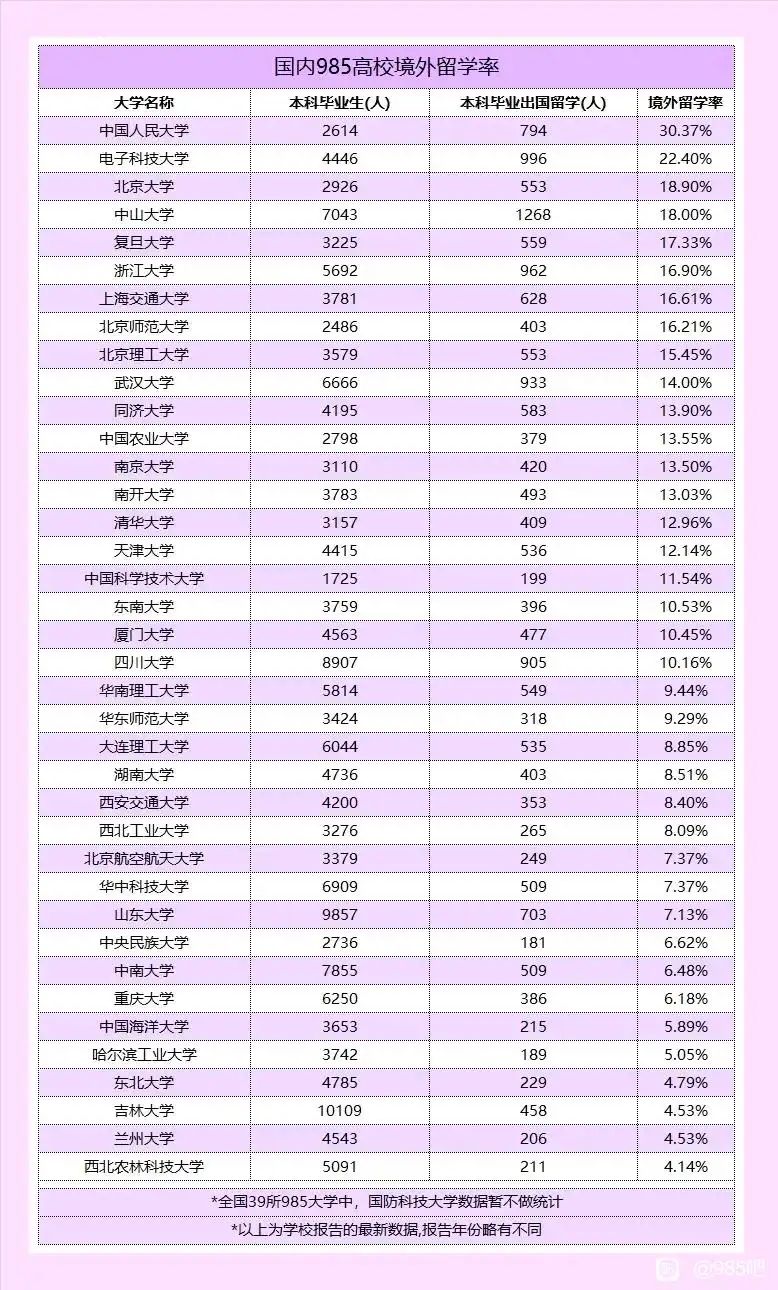 国内985高校境外留学率
大学名称 本科毕业生(人) 本科毕业出国留学(人) 境外留学率
中国人民大学 2614 794 30.37%
电子科技大学 4446 996 22.40%
北京大学 2926 553 18.90%
中山大学 7043 1268 18.00%
复旦大学 3225 559 17.33%
浙江大学 5692 962 16.90%
上海交通大学 3781 628 16.61%
北京师范大学 2486 403 16.21%
北京理工大学 3579 553 15.45%
武汉大学 6666 933 14.00%
同济大学 4195 583 13.90%
中国农业大学 2798 379 13.55%
南京大学 3110 420 13.50%
南开大学 3783 493 13.03%
清华大学 3157 409 12.96%
天津大学 4415 536 12.14%
中国科学技术大学 1725 199 11.54%
东南大学 3759 396 10.53%
厦门大学 4563 477 10.45%
四川大学 8907 905 10.16%
华南理工大学 5814 549 9.44%
华东师范大学 3424 318 9.29%
大连理工大学 6044 535 8.85%
湖南大学 4736 403 8.51%
西安交通大学 4200 353 8.40%
西北工业大学 3276 265 8.09%
北京航空航天大学 3379 249 7.37%
华中科技大学 6909 509 7.37%
山东大学 9857 703 7.13%
中央民族大学 2736 181 6.62%
中南大学 7855 509 6.48%
重庆大学 6250 386 6.18%
中国海洋大学 3653 215 5.89%
哈尔滨工业大学 3742 189 5.05%
东北大学 4785 229 4.79%
吉林大学 10109 458 4.53%
兰州大学 4543 206 4.53%
西北农林科技大学 5091 211 4.14%
*全国39所985大学中，国防科技大学数据暂不做统计
*以上为学校报告的最新数据,报告年份略有不同
@985吧